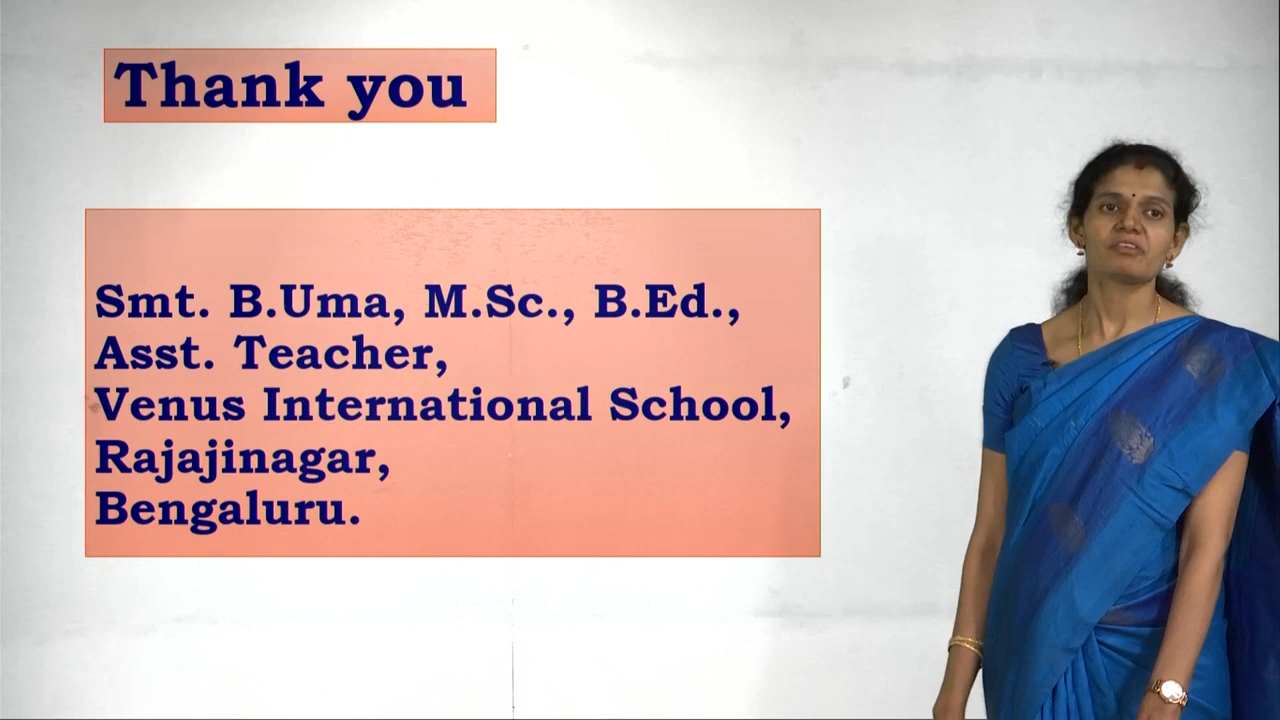 Thank you
Smt. B.Uma, M.Sc., B.Ed.,
Asst. Teacher,
Venus International School,
Rajajinagar,
Bengaluru.